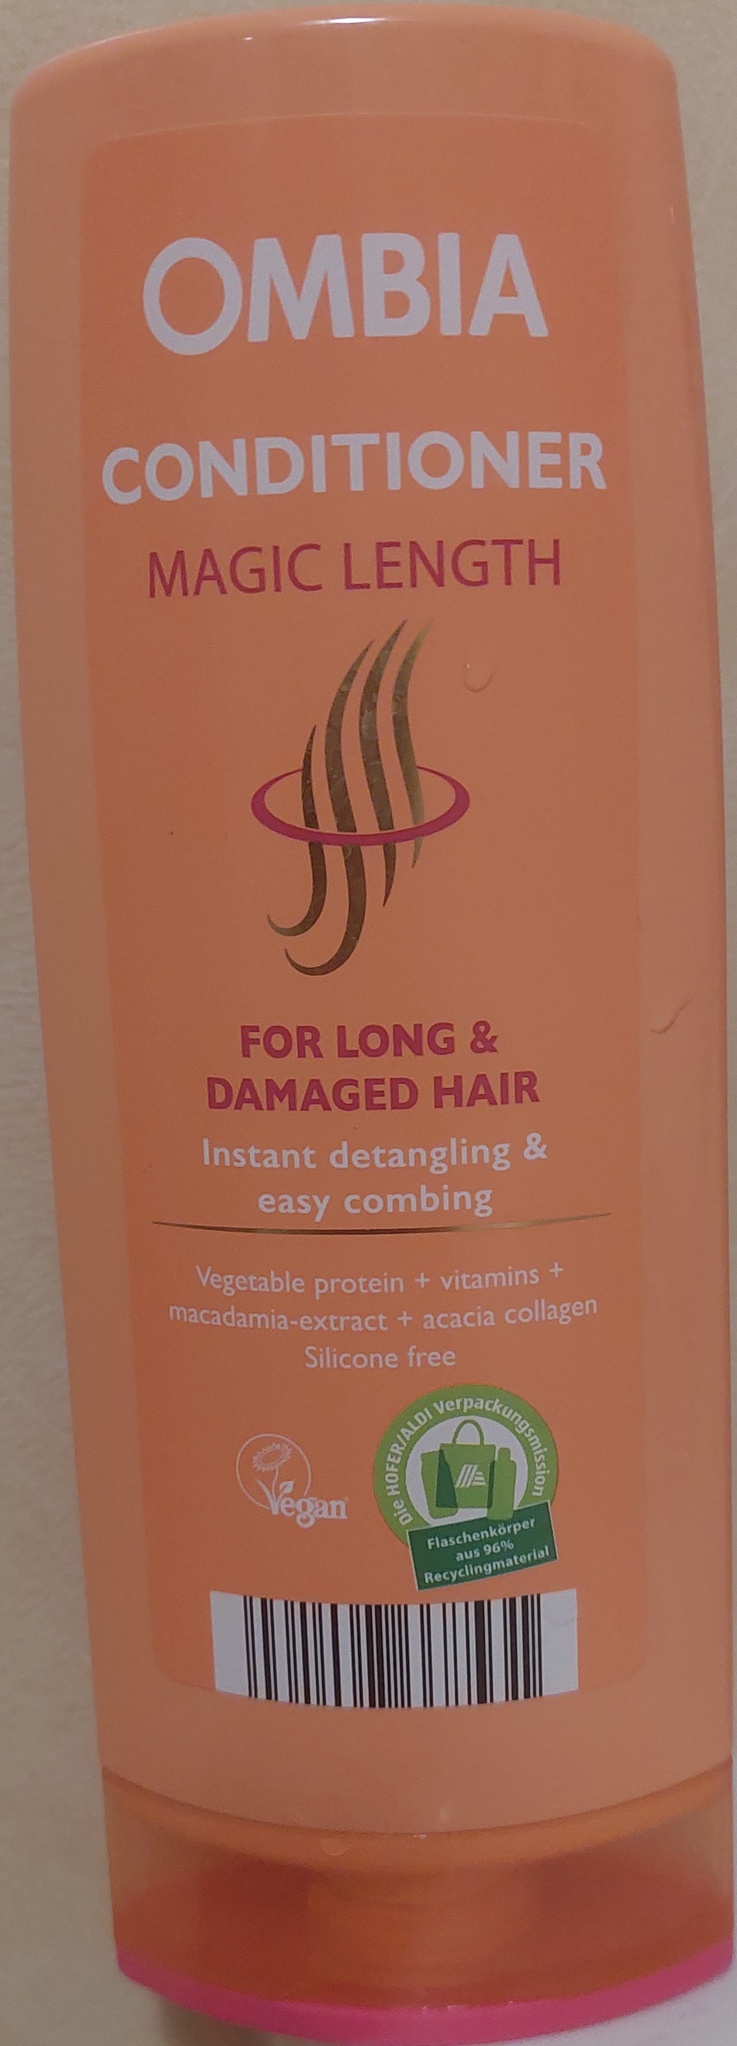 OMBIA
CONDITIONER
MAGIC LENGTH
FOR LONG &
DAMAGED HAIR
Instant detangling &
easy combing
Vegetable protein + vitamins +
macadamia-extract + acacia collagen
Silicone free
Vegan
Die HOFER/ALDI Verpackungsmission
Flaschenkörper
aus 96%
Recyclingmaterial